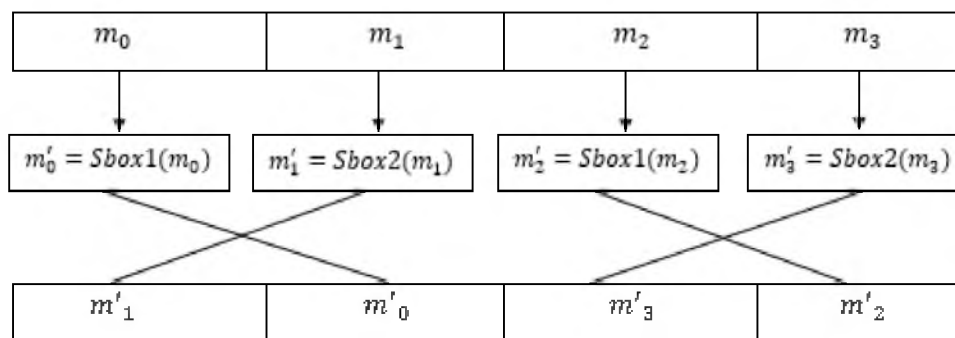 m₀ m₁ m₂ m₃
m′₀ = Sbox1(m₀) m′₁ = Sbox2(m₁) m′₂ = Sbox1(m₂) m′₃ = Sbox2(m₃)
m'₁ m'₀ m'₃ m'₂